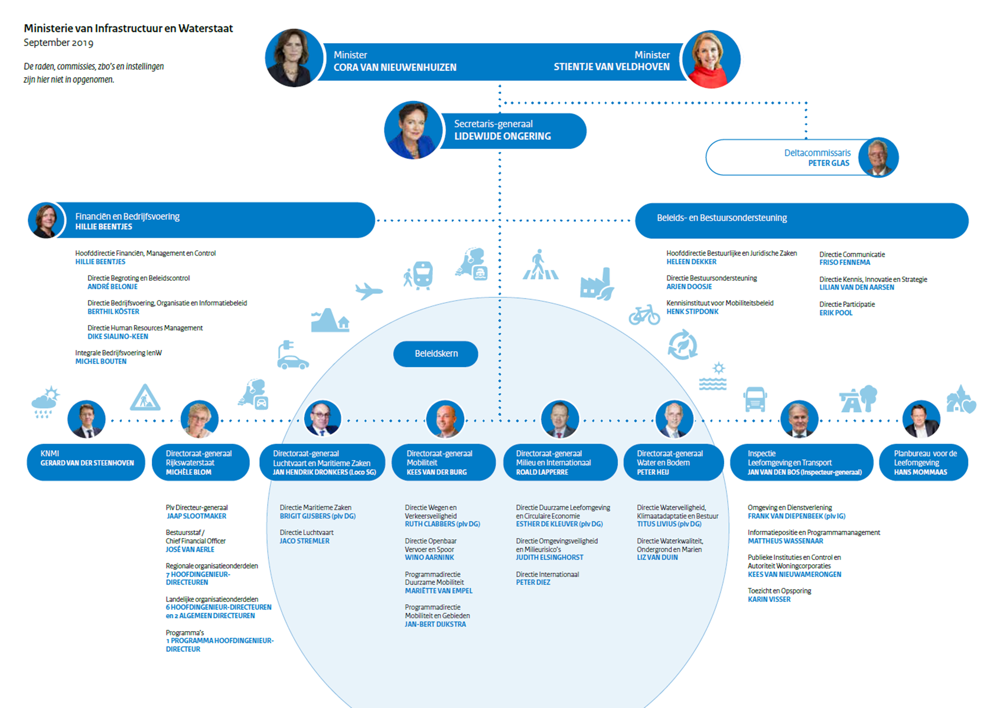 Ministerie van Infrastructuur en Waterstaat
September 2019
De raden, commissies, zbo's en instellingen
zijn hier niet in opgenomen.
Minister
CORA VAN NIEUWENHUIZEN
Minister
STIENTJE VAN VELDHOVEN
Secretaris-generaal
LIDEWIJDE ONGERING
Deltacommissaris
PETER GLAS
Financiën en Bedrijfsvoering
HILLIE BEENTJES
Hoofddirectie Financiën, Management en Control
HILLIE BEENTJES
Directie Begroting en Beleidscontrol
ANDRÉ BELONJE
Directie Bedrijfsvoering, Organisatie en Informatiebeleid
BERTHIL KÖSTER
Directie Human Resources Management
DIKE SIALINO-KEEN
Integrale Bedrijfsvoering IenW
MICHEL BOUTEN
Beleids- en Bestuursondersteuning
Hoofddirectie Bestuurlijke en Juridische Zaken
HELEEN DEKKER
Directie Bestuursondersteuning
ARJEN DOOSJE
Kennisinstituut voor Mobiliteitsbeleid
HENK STIPDONK
Directie Communicatie
FRISO FENNEMA
Directie Kennis, Innovatie en Strategie
LILIAN VAN DEN AARSEN
Directie Participatie
ERIK POOL
Beleidskern
KNMI
GERARD VAN DER STEENHOVEN
Directoraat-generaal
Rijkswaterstaat
MICHÈLE BLOM
Plv Directeur-generaal
JAAP SLOOTMAKER
Bestuursstaf /
Chief Financial Officer
JOSÉ VAN AERLE
Regionale organisatieonderdelen
7 HOOFDINGENIEUR-
DIRECTEUREN
Landelijke organisatieonderdelen
6 HOOFDINGENIEUR-DIRECTEUREN
en 2 ALGEMEEN DIRECTEUREN
Programma's
1 PROGRAMMA HOOFDINGENIEUR-
DIRECTEUR
Directoraat-generaal
Luchtvaart en Maritieme Zaken
JAN HENDRIK DRONKERS (Loco SG)
Directie Maritieme Zaken
BRIGIT GIJSBERS (plv DG)
Directie Luchtvaart
JACO STREMLER
Directoraat-generaal
Mobiliteit
KEES VAN DER BURG
Directie Wegen en
Verkeersveiligheid
RUTH CLABBERS (plv DG)
Directie Openbaar
Vervoer en Spoor
WINO AARNINK
Programmadirectie
Duurzame Mobiliteit
MARIËTTE VAN EMPEL
Programmadirectie
Mobiliteit en Gebieden
JAN-BERT DIJKSTRA
Directoraat-generaal
Milieu en Internationaal
ROALD LAPPERRE
Directie Duurzame Leefomgeving
en Circulaire Economie
ESTHER DE KLEUVER (plv DG)
Directie Omgevingsveiligheid
en Milieurisico's
JUDITH ELSINGHORST
Directie Internationaal
PETER DIEZ
Directoraat-generaal
Water en Bodem
PETER HEIJ
Directie Waterveiligheid,
Klimaatadaptatie en Bestuur
TITUS LIVIUS (plv DG)
Directie Waterkwaliteit,
Ondergrond en Marien
LIZ VAN DUIN
Inspectie
Leefomgeving en Transport
JAN VAN DEN BOS (Inspecteur-generaal)
Omgeving en Dienstverlening
FRANK VAN DIEPENBEEK (plv IG)
Informatiepositie en Programmamanagement
MATTHEUS WASSENAAR
Publieke Instituties en Control en
Autoriteit Woningcorporaties
KEES VAN NIEUWAMERONGEN
Toezicht en Opsporing
KARIN VISSER
Planbureau voor de
Leefomgeving
HANS MOMMAAS